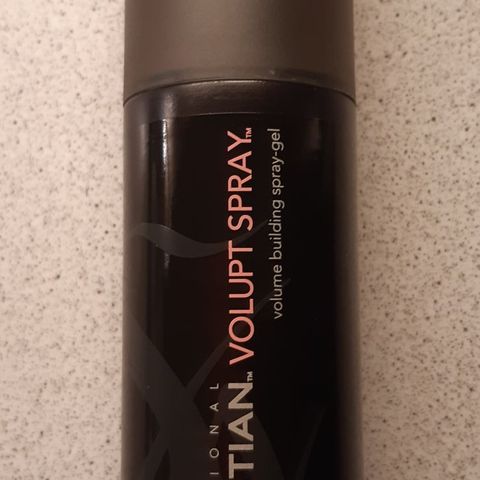 IONAL
TIAN™ VOLUPT SPRAY™
volume building spray-gel